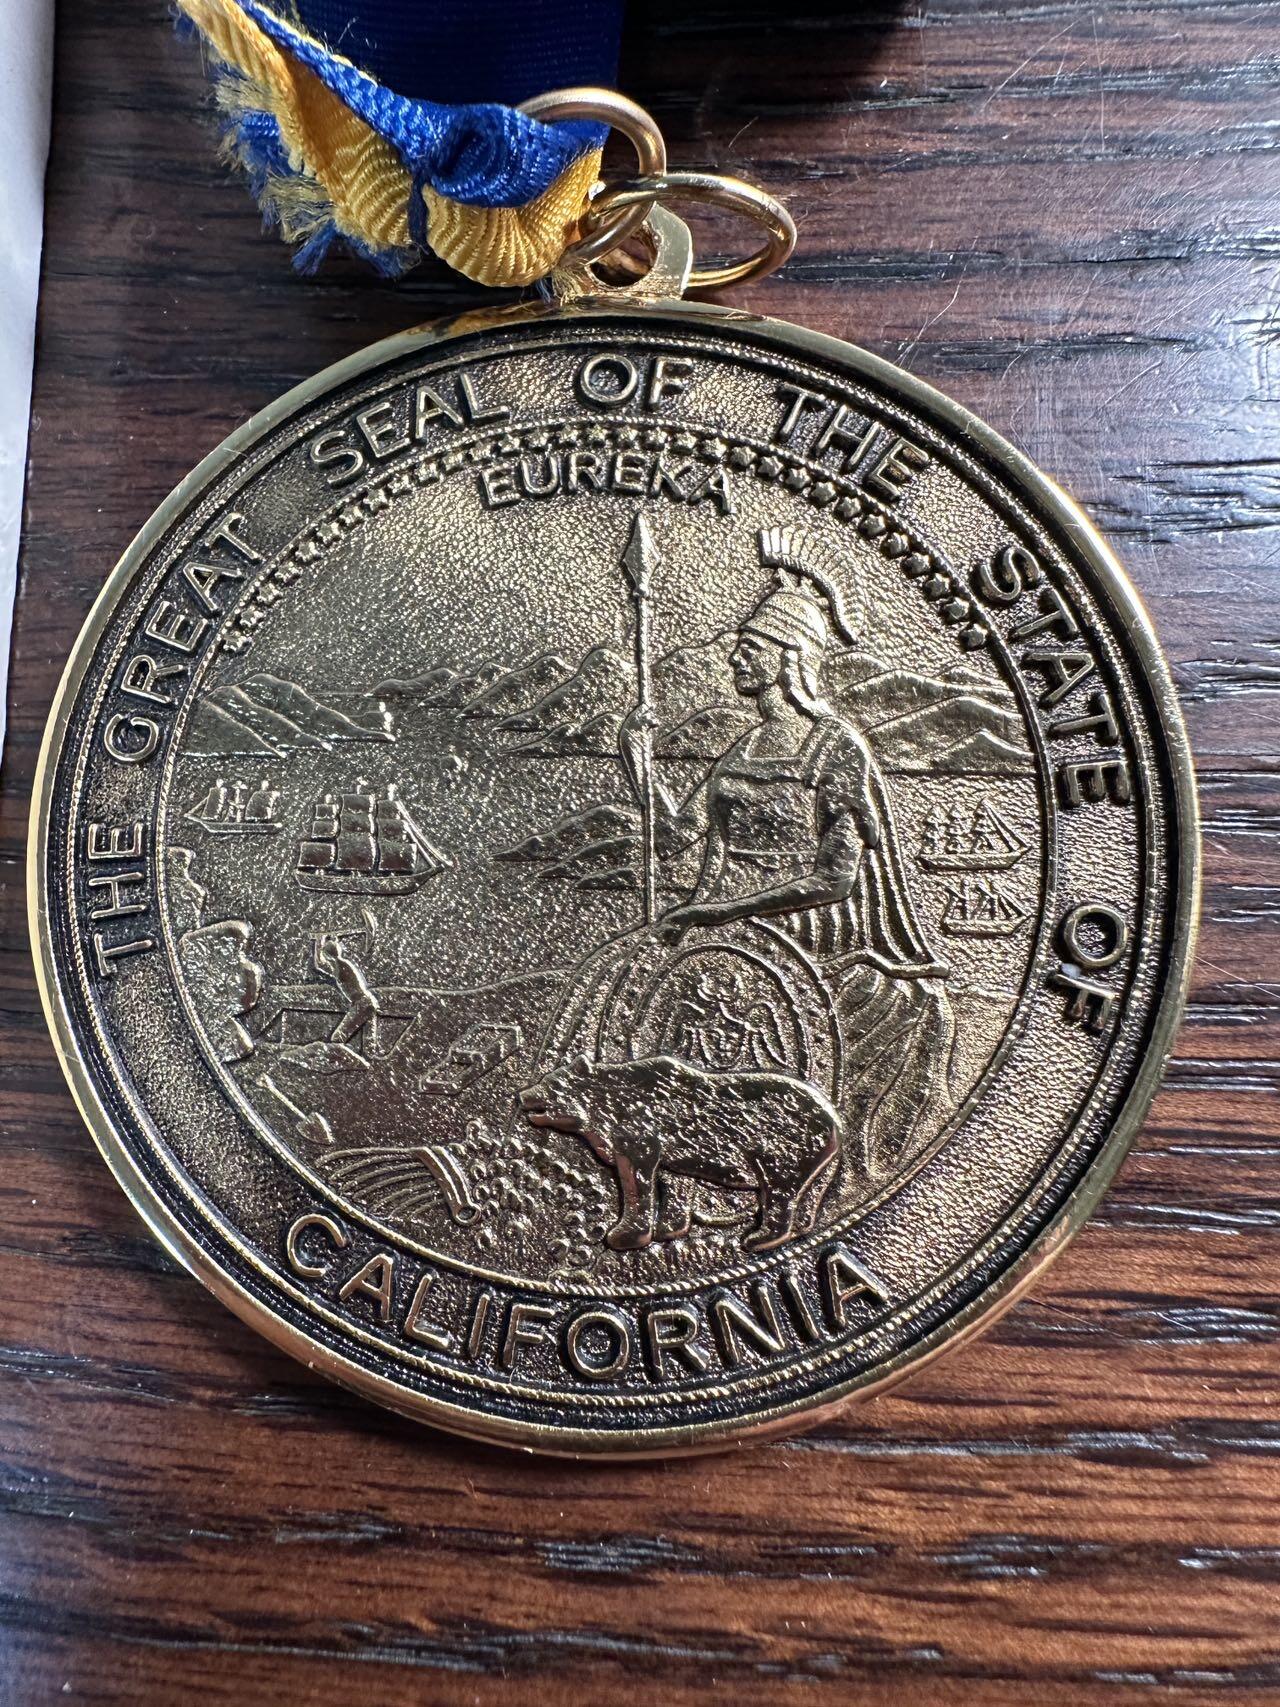 THE GREAT SEAL OF THE STATE OF
EUREKA
CALIFORNIA